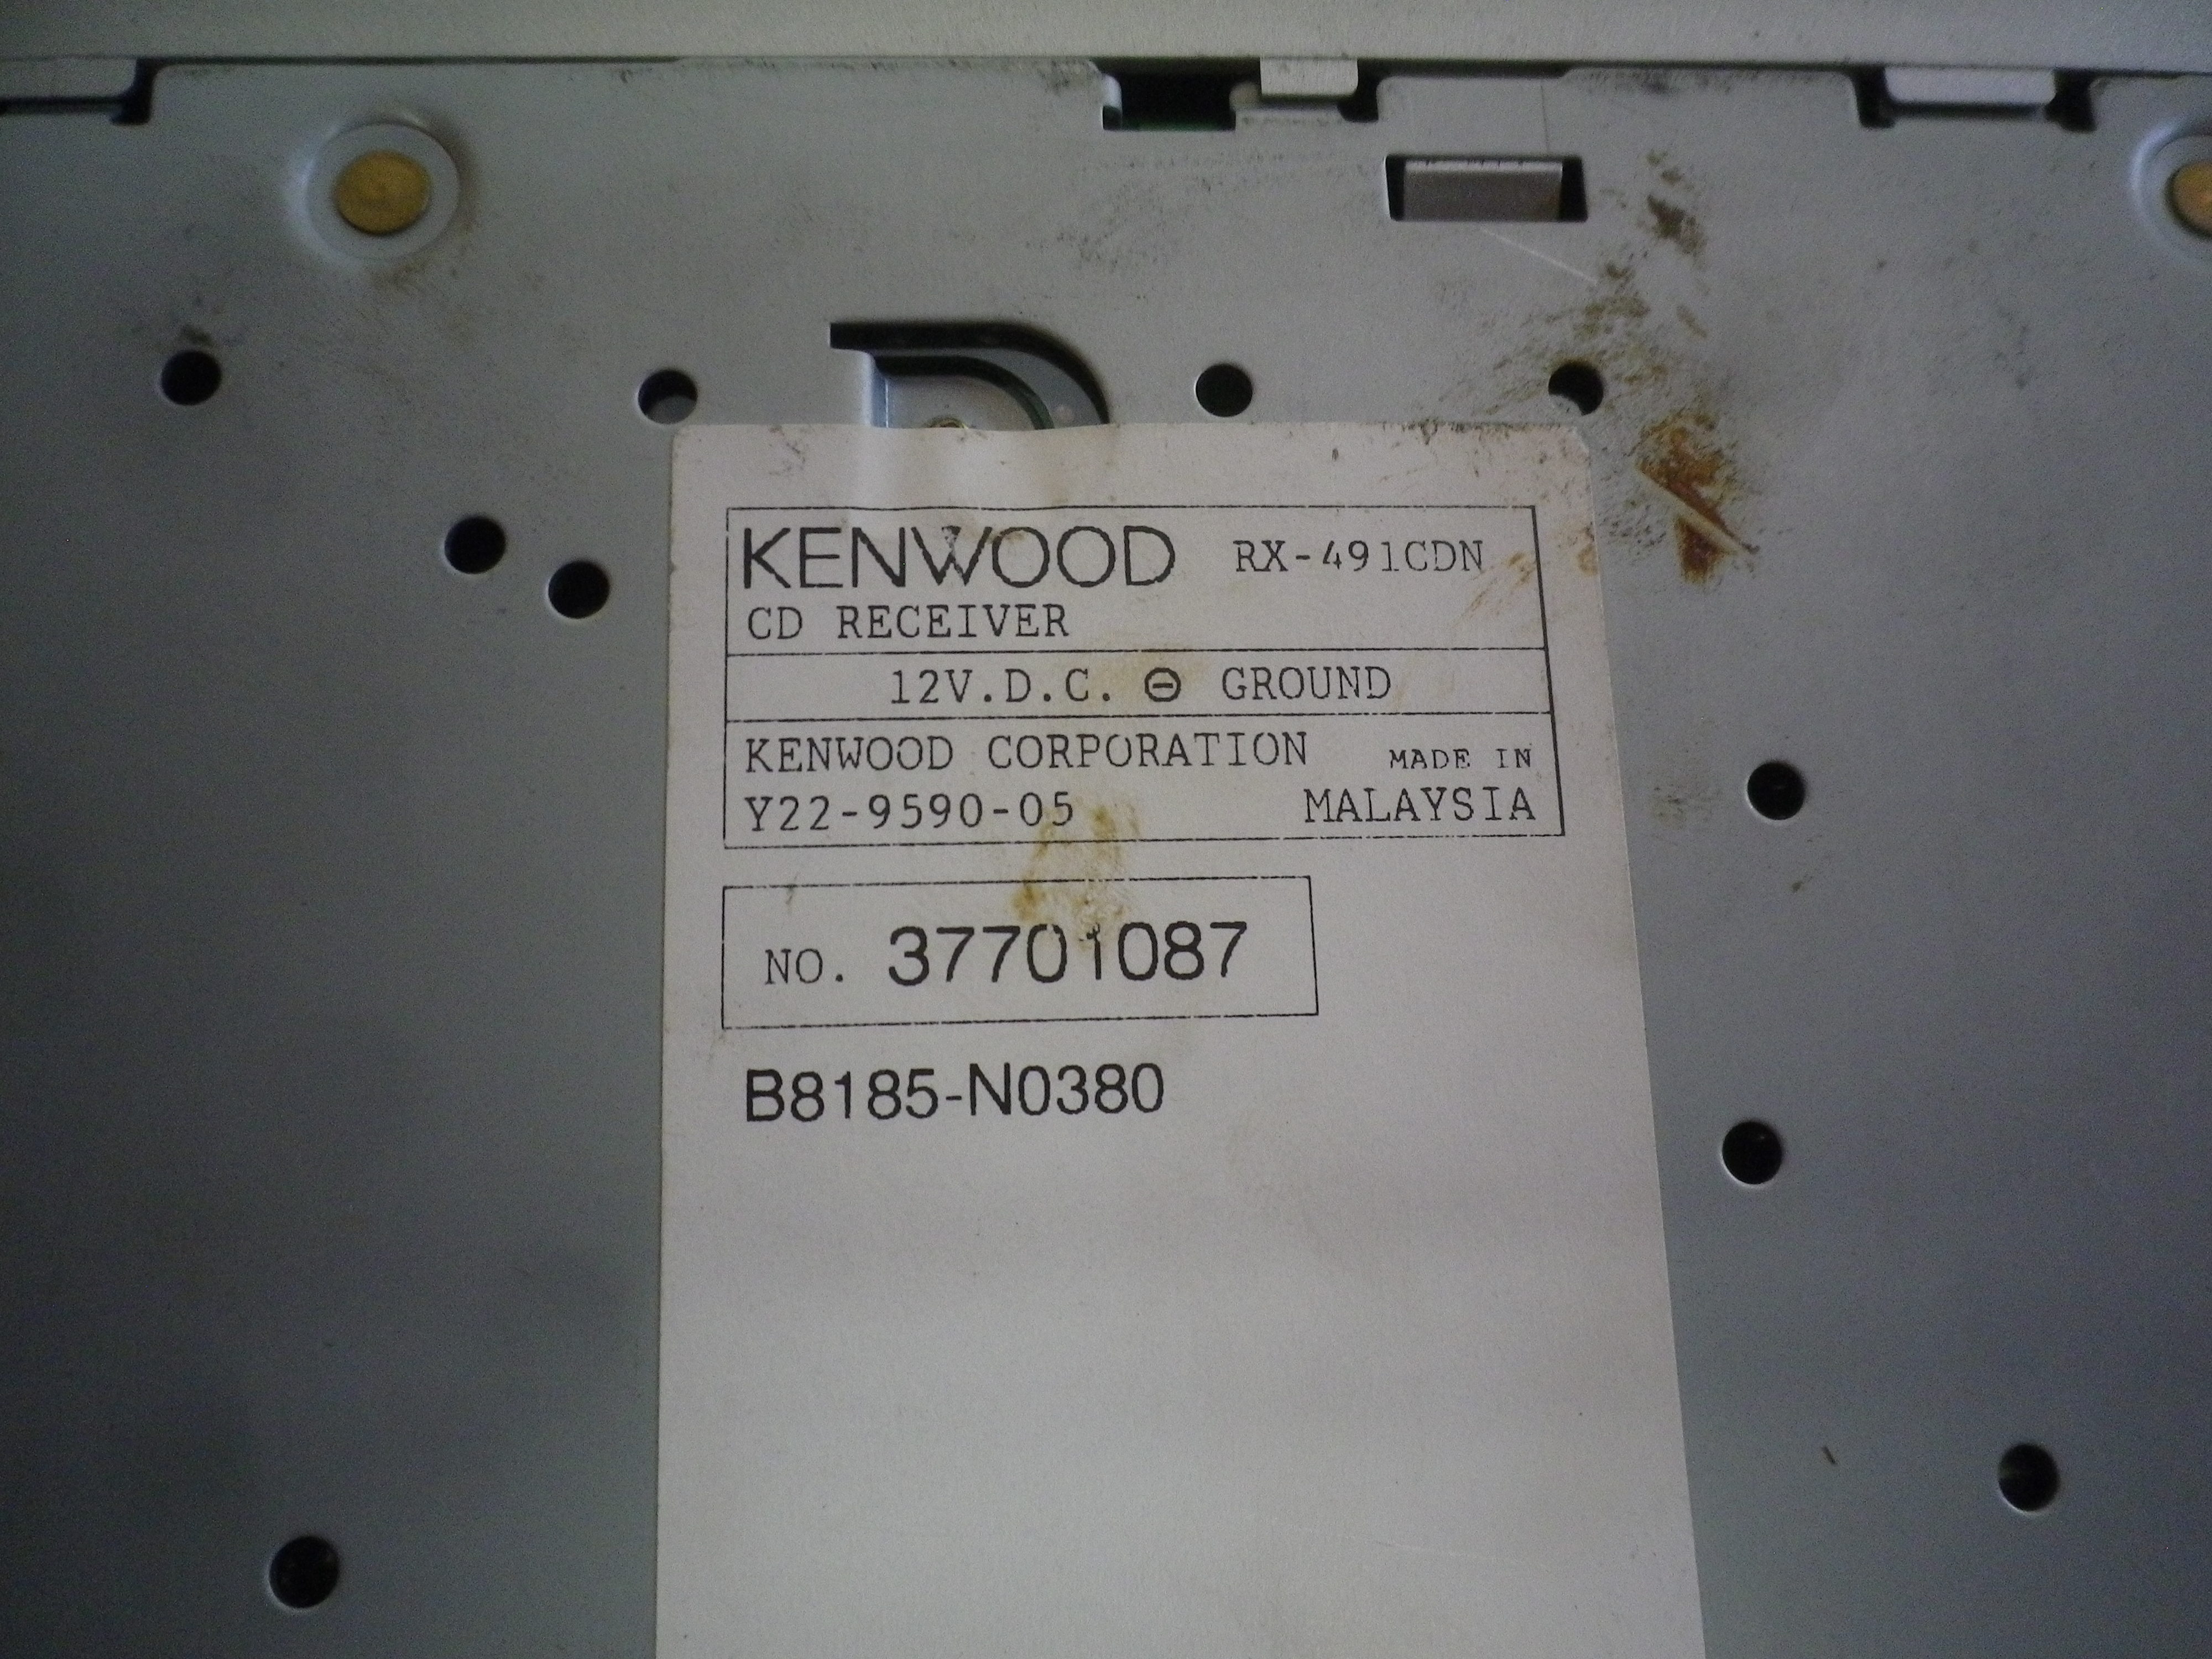 KENWOOD RX-491CDN
CD RECEIVER
12V.D.C. ⊖ GROUND
KENWOOD CORPORATION MADE IN
Y22-9590-05 MALAYSIA
NO. 37701087
B8185-N0380